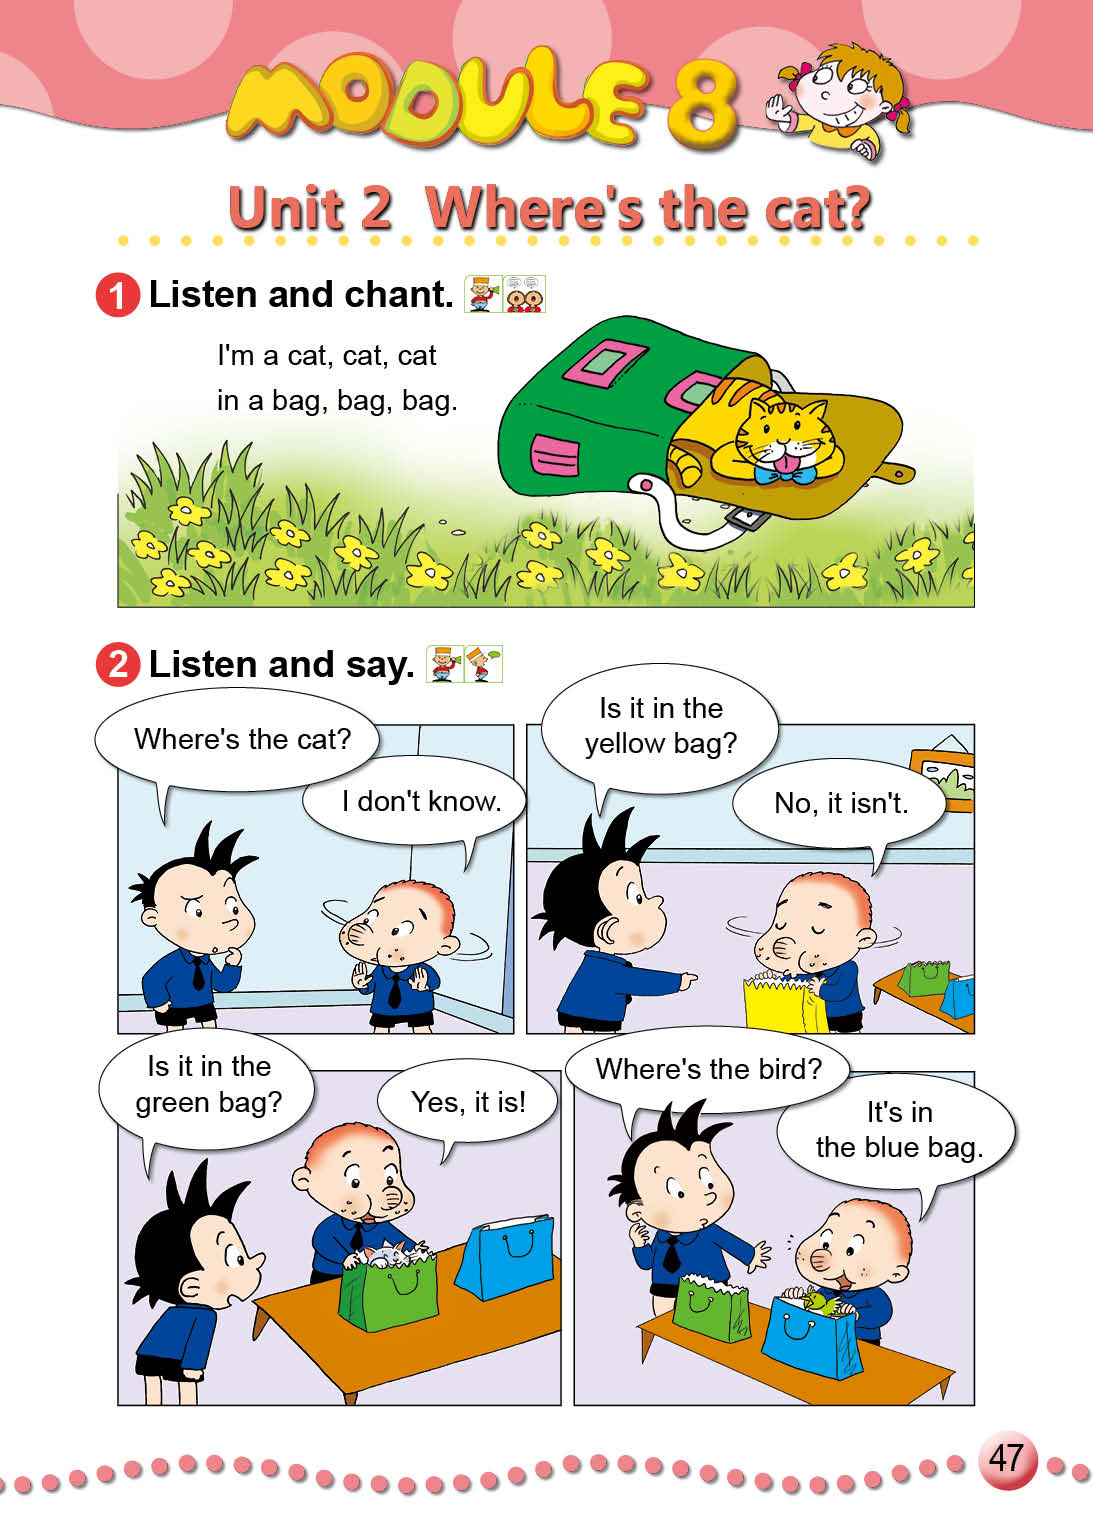 MODULE 8
Unit 2 Where's the cat?
1 Listen and chant.
I'm a cat, cat, cat
in a bag, bag, bag.
2 Listen and say.
Where's the cat?
I don't know.
Is it in the
yellow bag?
No, it isn't.
Is it in the
green bag?
Yes, it is!
Where's the bird?
It's in
the blue bag.
47